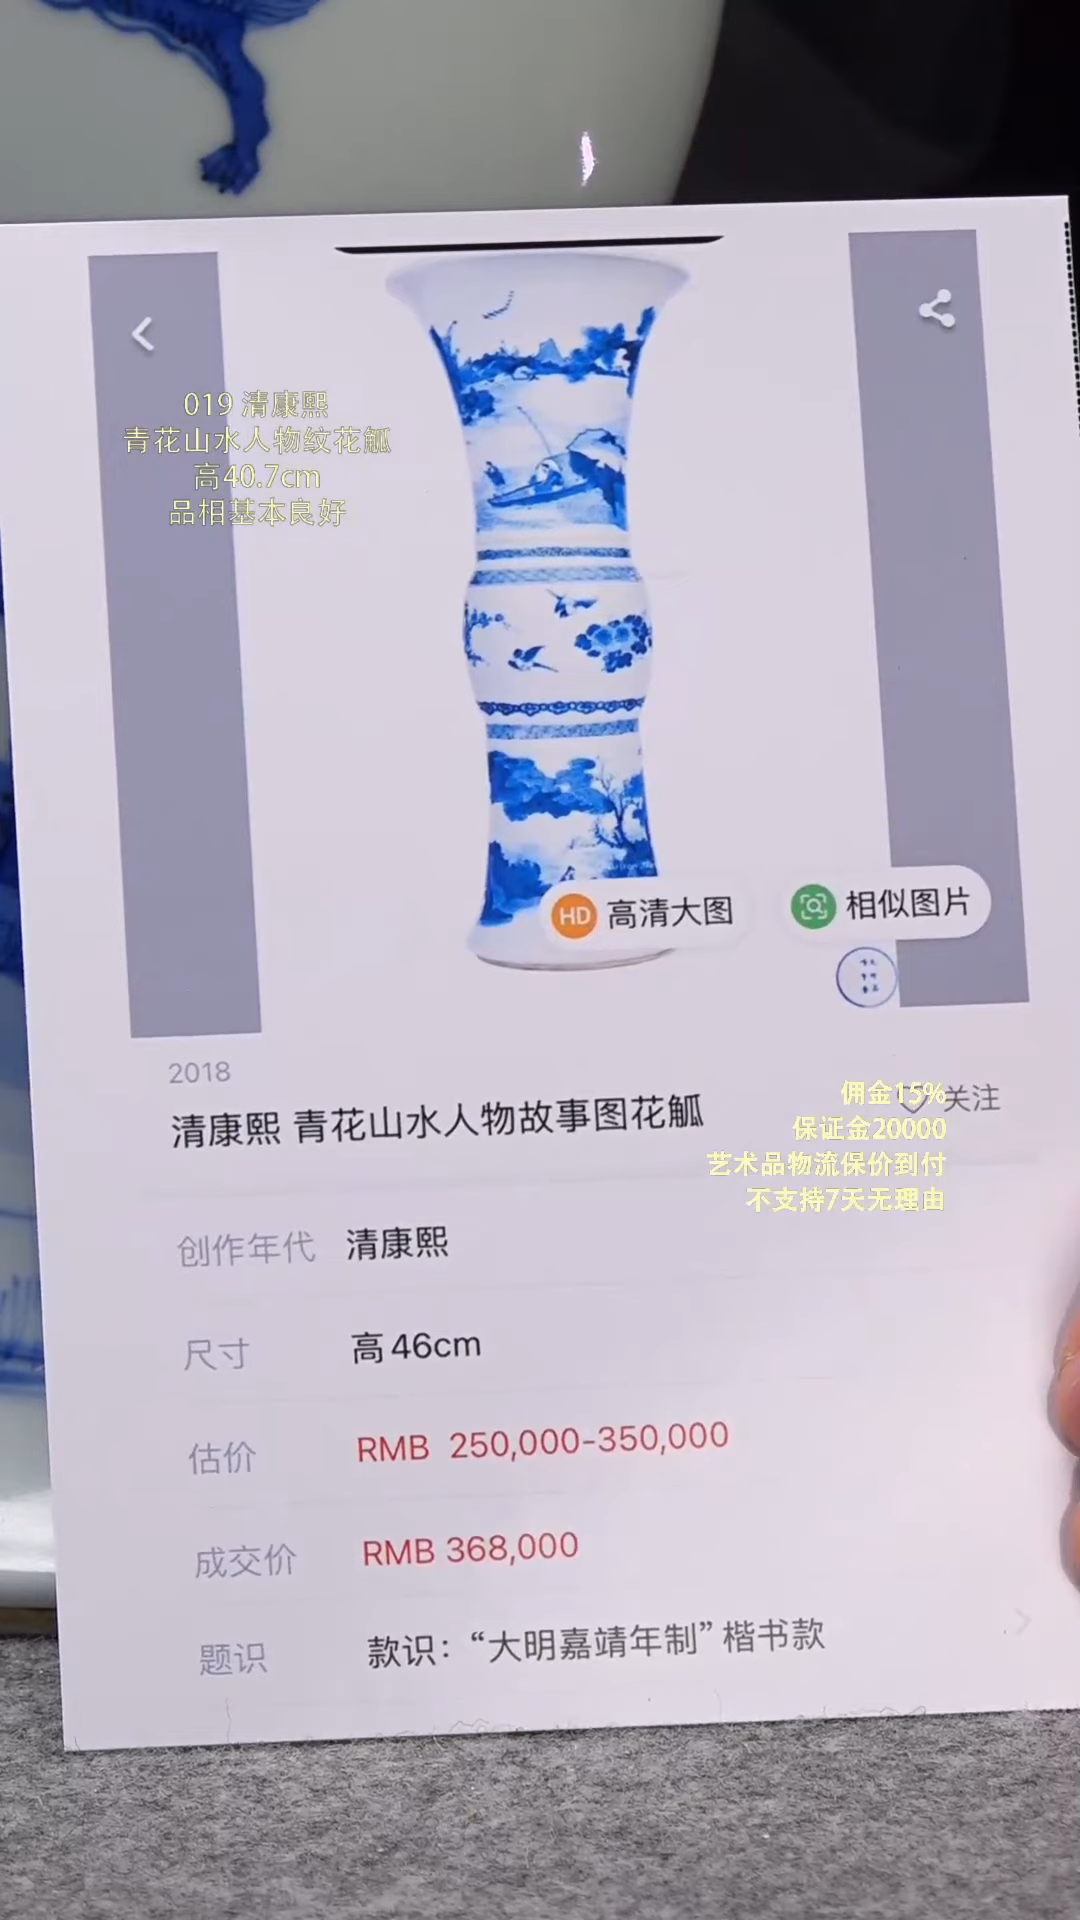 019 清康熙
青花山水人物纹花觚
高40.7cm
品相基本良好
HD 高清大图
相似图片
2018
清康熙 青花山水人物故事图花觚
关注
佣金15%
保证金20000
艺术品物流保价到付
不支持7天无理由
创作年代 清康熙
尺寸 高46cm
估价 RMB 250,000-350,000
成交价 RMB 368,000
题识 款识：“大明嘉靖年制”楷书款